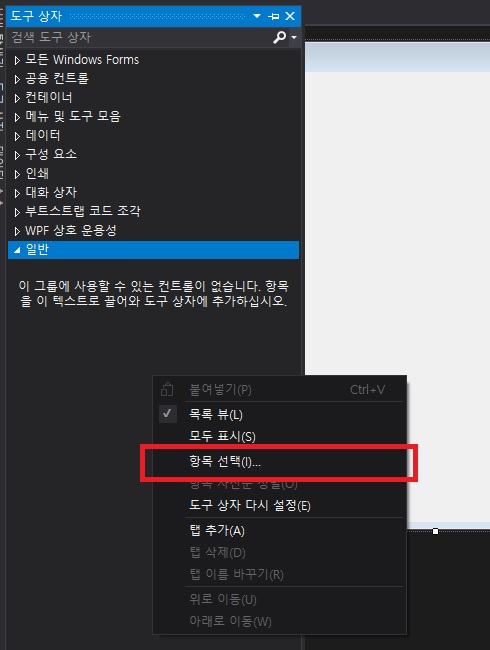 도구 상자
검색 도구 상자
모든 Windows Forms
공용 컨트롤
컨테이너
메뉴 및 도구 모음
데이터
구성 요소
인쇄
대화 상자
부트스트랩 코드 조각
WPF 상호 운용성
일반
이 그룹에 사용할 수 있는 컨트롤이 없습니다. 항목
을 이 텍스트로 끌어와 도구 상자에 추가하십시오.
붙여넣기(P) Ctrl+V
목록 뷰(L)
모두 표시(S)
항목 선택(I)...
항목 사전순 정렬(O)
도구 상자 다시 설정(E)
탭 추가(A)
탭 삭제(D)
탭 이름 바꾸기(R)
위로 이동(U)
아래로 이동(W)